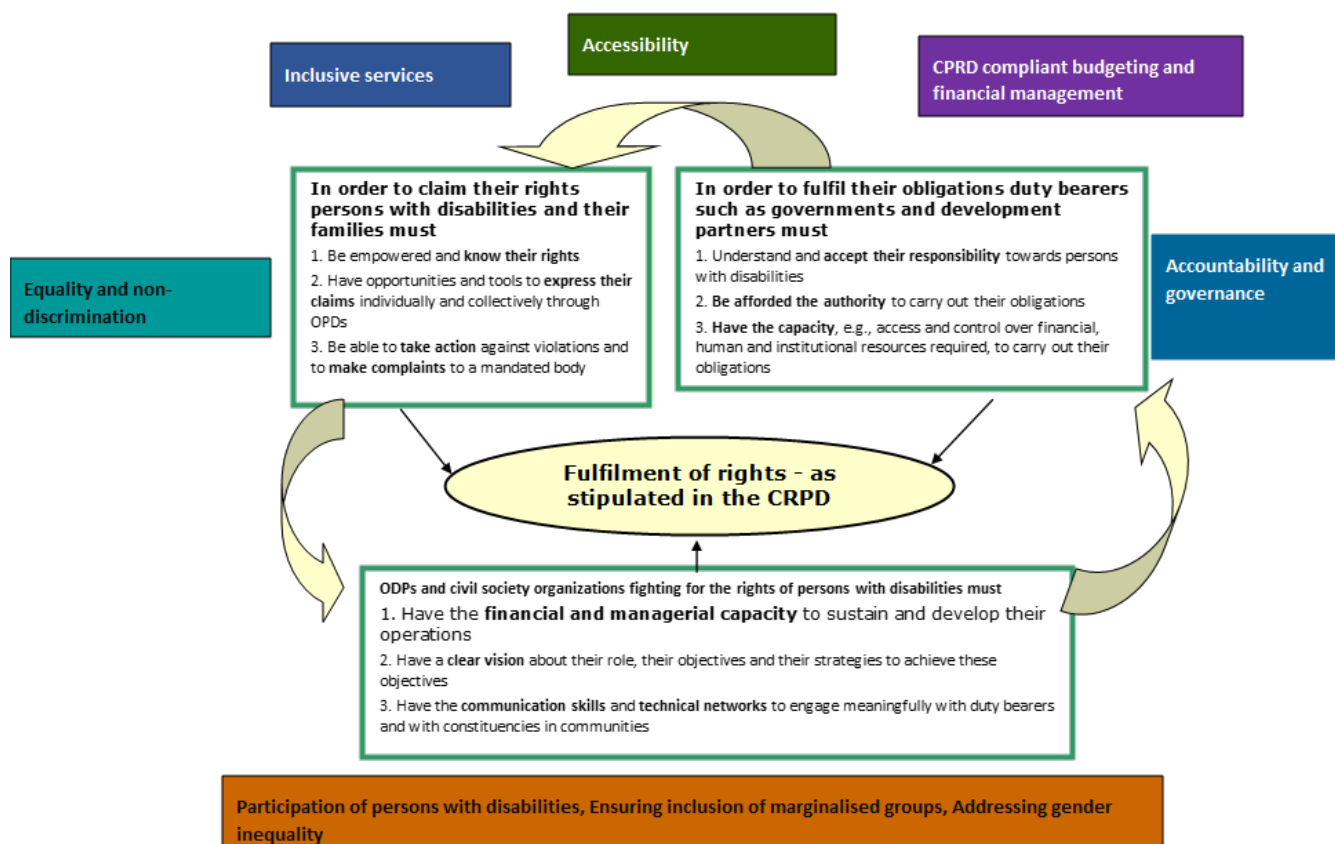 Accessibility
Inclusive services
CPRD compliant budgeting and
financial management
In order to claim their rights
persons with disabilities and their
families must
1. Be empowered and know their rights
2. Have opportunities and tools to express their
claims individually and collectively through
OPDs
3. Be able to take action against violations and
to make complaints to a mandated body
In order to fulfil their obligations duty bearers
such as governments and development
partners must
1. Understand and accept their responsibility towards persons
with disabilities
2. Be afforded the authority to carry out their obligations
3. Have the capacity, e.g., access and control over financial,
human and institutional resources required, to carry out their
obligations
Equality and non-
discrimination
Accountability and
governance
Fulfilment of rights - as
stipulated in the CRPD
ODPs and civil society organizations fighting for the rights of persons with disabilities must
1. Have the financial and managerial capacity to sustain and develop their
operations
2. Have a clear vision about their role, their objectives and their strategies to achieve these
objectives
3. Have the communication skills and technical networks to engage meaningfully with duty bearers
and with constituencies in communities
Participation of persons with disabilities, Ensuring inclusion of marginalised groups, Addressing gender
inequality